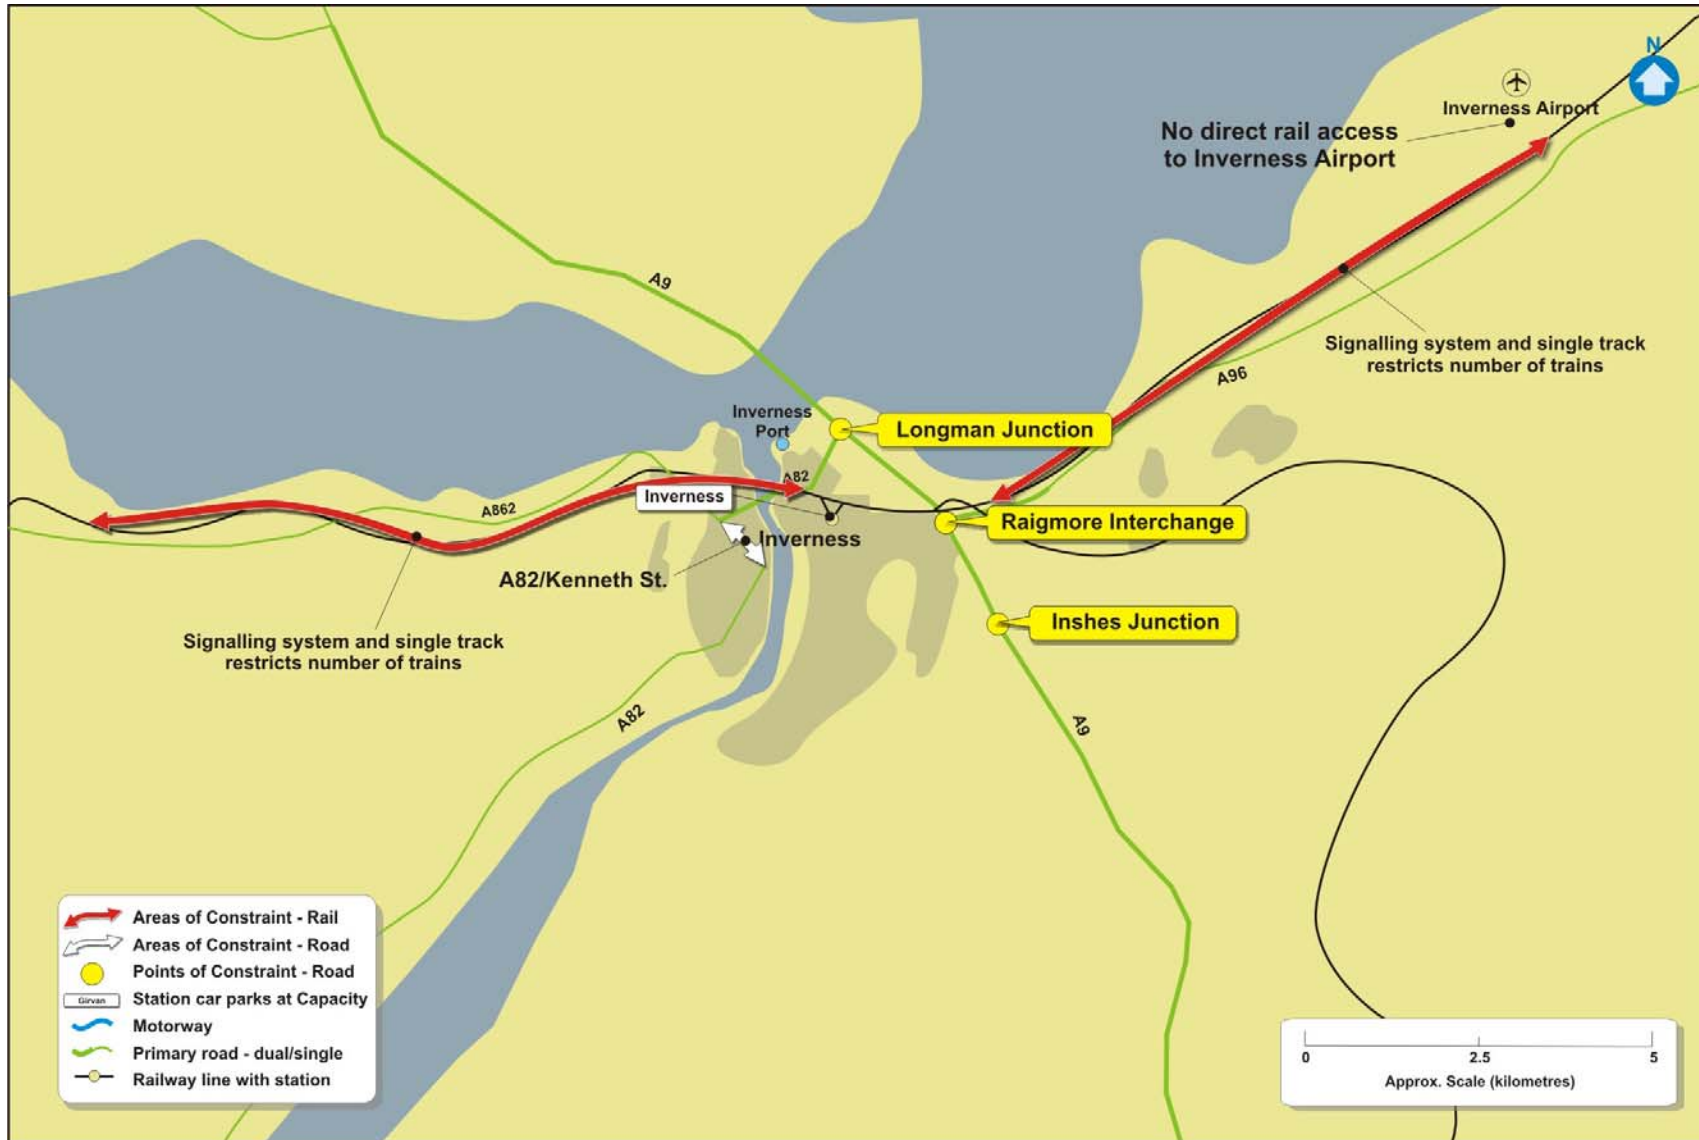 N
Inverness Airport
No direct rail access
to Inverness Airport
A9
Signalling system and single track
restricts number of trains
A96
Inverness
Port
Longman Junction
A82
Inverness
A862
Raigmore Interchange
Inverness
A82/Kenneth St.
Inshes Junction
Signalling system and single track
restricts number of trains
A82
A9
Areas of Constraint - Rail
Areas of Constraint - Road
Points of Constraint - Road
Girvan
Station car parks at Capacity
Motorway
Primary road - dual/single
Railway line with station
0
2.5
5
Approx. Scale (kilometres)